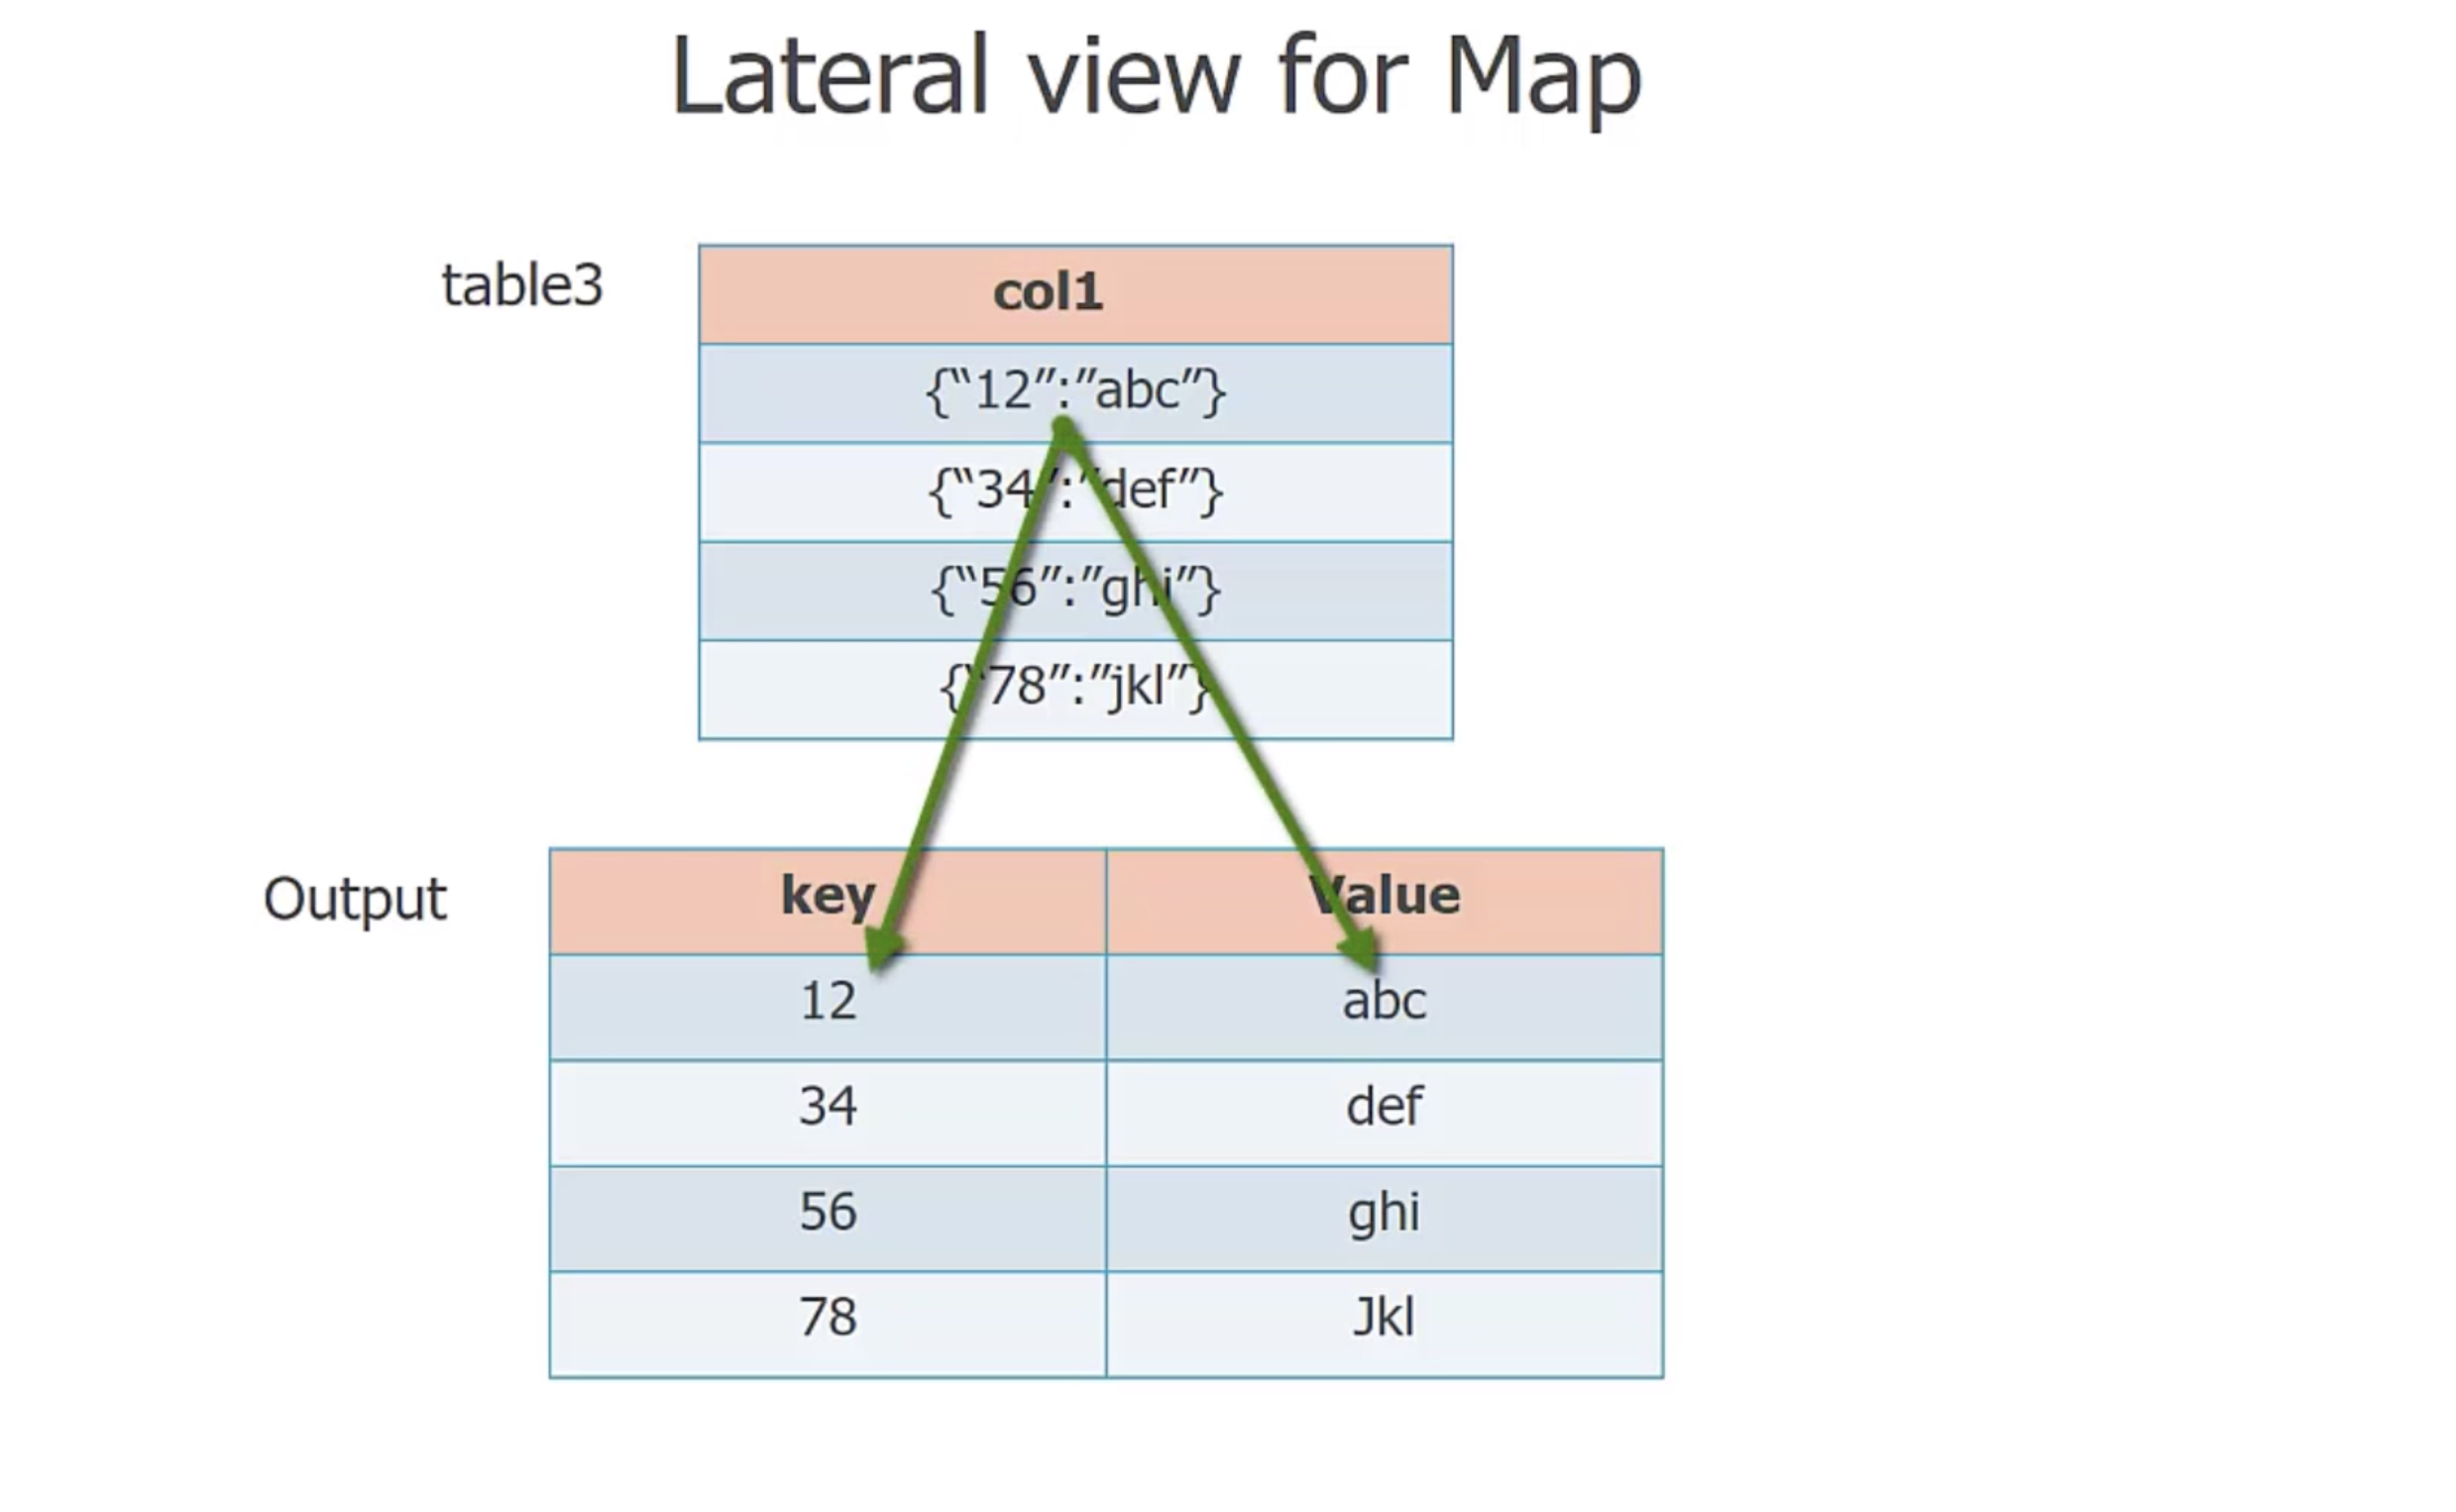 Lateral view for Map
table3
col1
{“12”:”abc”}
{“34”:”def”}
{“56”:”ghi”}
{“78”:”jkl”}
Output
key Value
12 abc
34 def
56 ghi
78 Jkl